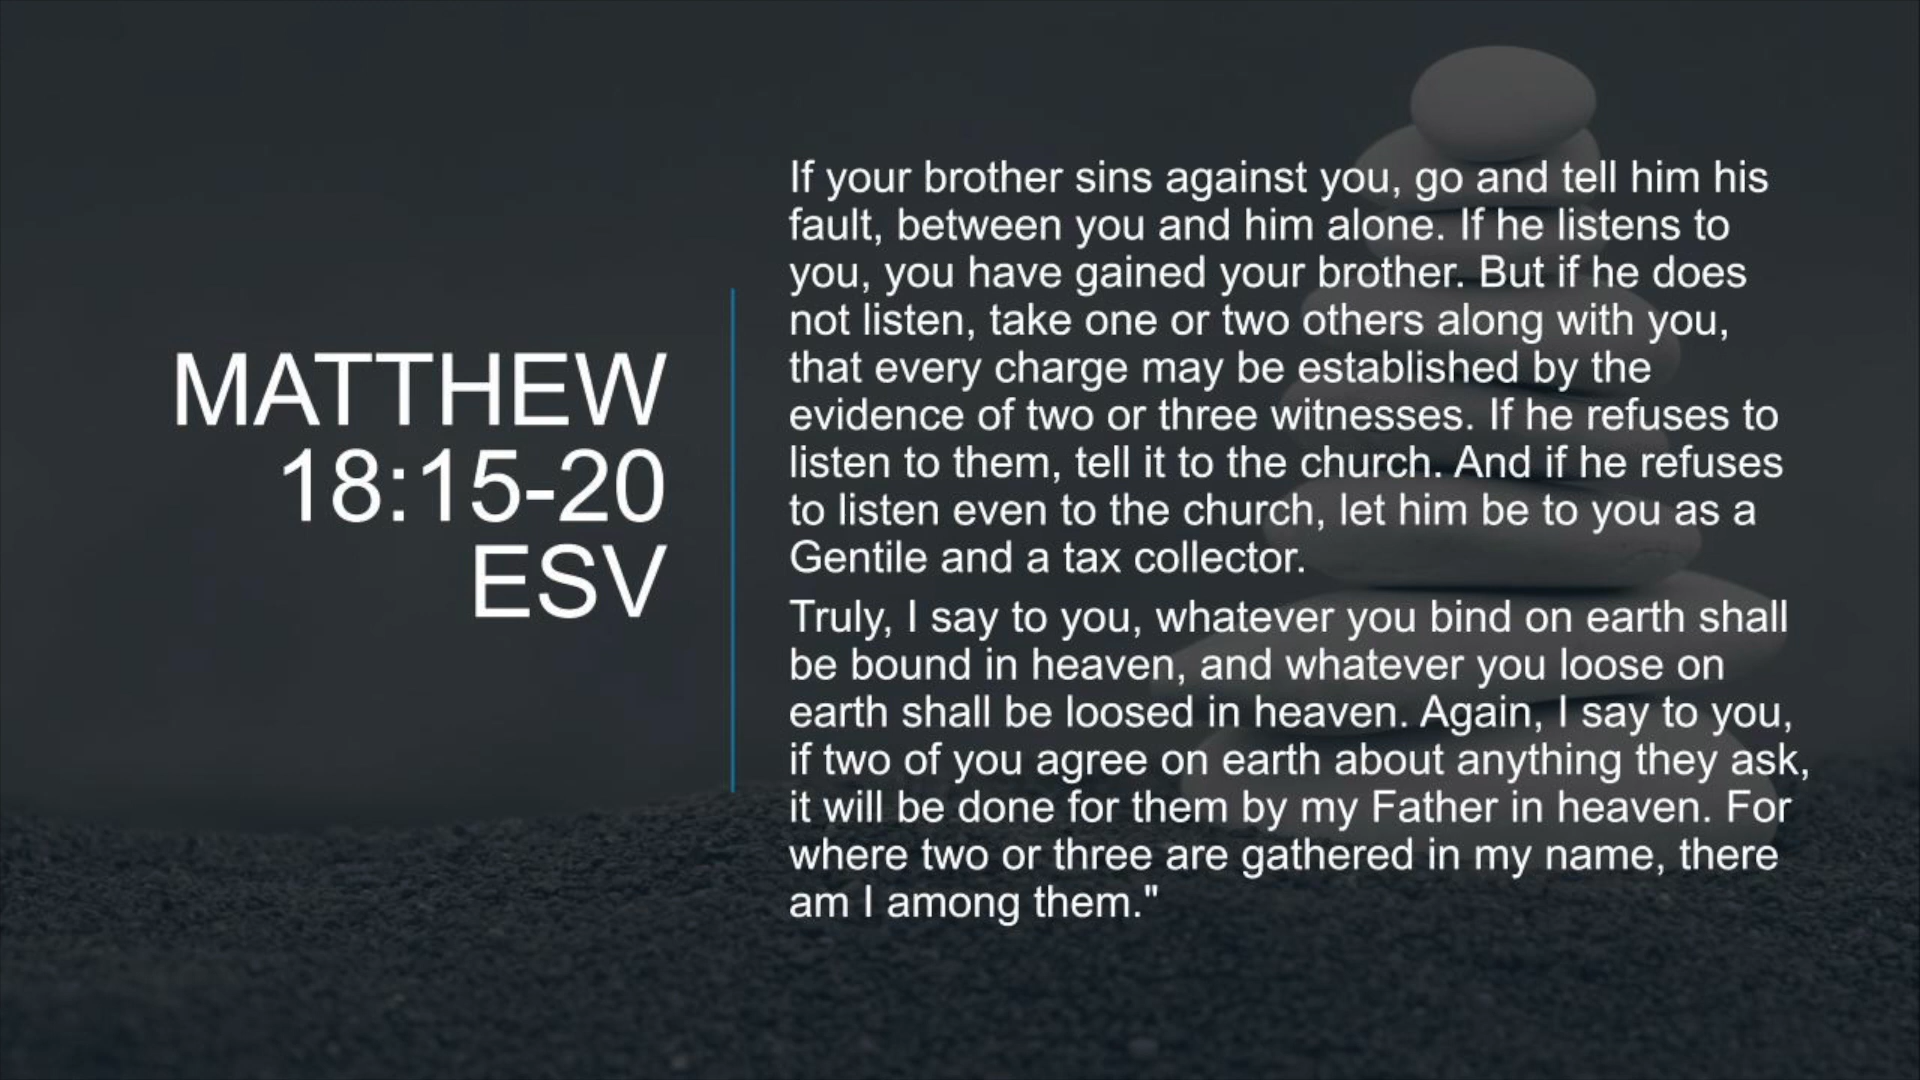 MATTHEW
18:15-20
ESV
If your brother sins against you, go and tell him his
fault, between you and him alone. If he listens to
you, you have gained your brother. But if he does
not listen, take one or two others along with you,
that every charge may be established by the
evidence of two or three witnesses. If he refuses to
listen to them, tell it to the church. And if he refuses
to listen even to the church, let him be to you as a
Gentile and a tax collector.
Truly, I say to you, whatever you bind on earth shall
be bound in heaven, and whatever you loose on
earth shall be loosed in heaven. Again, I say to you,
if two of you agree on earth about anything they ask,
it will be done for them by my Father in heaven. For
where two or three are gathered in my name, there
am I among them."